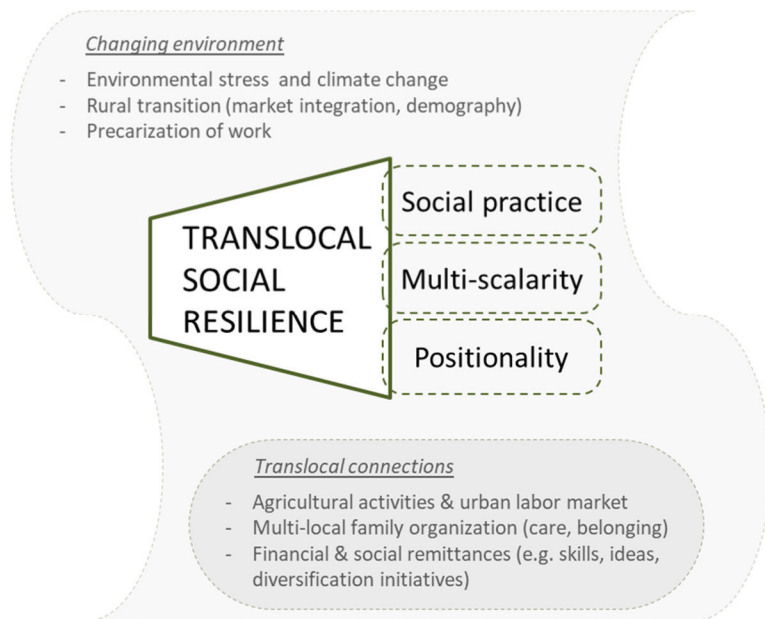 Changing environment
- Environmental stress and climate change
- Rural transition (market integration, demography)
- Precarization of work
TRANSLOCAL
SOCIAL
RESILIENCE
Social practice
Multi-scalarity
Positionality
Translocal connections
- Agricultural activities & urban labor market
- Multi-local family organization (care, belonging)
- Financial & social remittances (e.g. skills, ideas,
diversification initiatives)